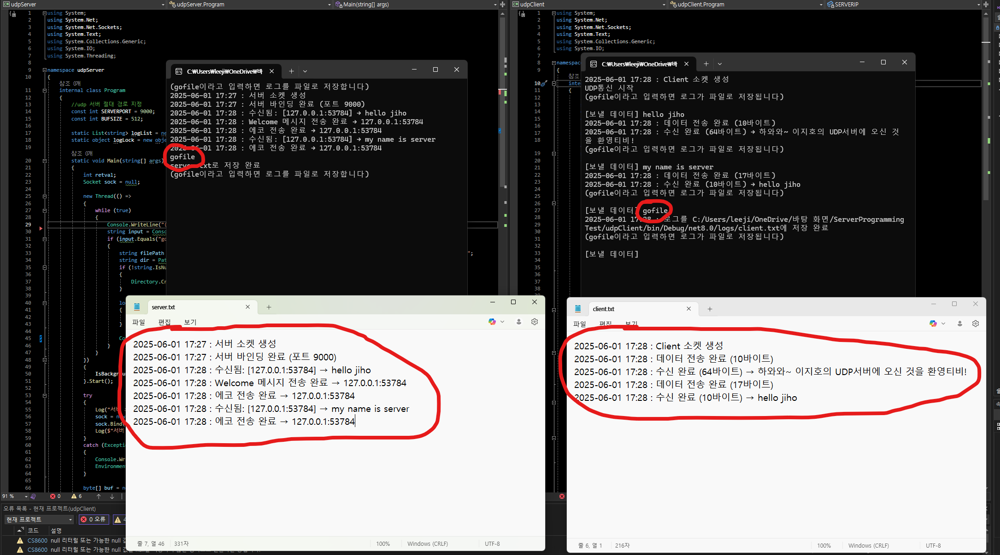 udpServer
udpServer.Program
Main(string[] args)
1 using System;
2 using System.Net;
3 using System.Net.Sockets;
4 using System.Text;
5 using System.Collections.Generic;
6 using System.IO;
7 using System.Threading;
8
9 namespace udpServer
10 {
참조 0개
11 internal class Program
12 {
13 //udp 서버 절대 경로 지정
14 const int SERVERPORT = 9000;
15 const int BUFSIZE = 512;
16
17 static List<string> logList = ne
18 static object logLock = new obje
19
참조 0개
20 static void Main(string[] args)
21 {
22 int retval;
23 Socket sock = null;
24
25 new Thread(() =>
26 {
27 while (true)
28 {
29 Console.WriteLine("(
30 string input = Conso
31 if (input.Equals("go
32 {
33 string filePath ";
34 string dir = Pat
35 if (!string.IsNu
36 {
37 Directory.Cr
38 }
39
40 lo
41 {
42
43 }
44
45 Co
46 }
47 }
48 })
49 {
50 IsBackgroun
51 }.Start();
52
53 try
54 {
55 Log("서버
56 sock = new
57 sock.Bind(
58 Log($"서버
59 }
60 catch (Excepti
61 {
62 Console.Wr
63 Environmen
64 }
65
66 byte[] buf = n
91 %
0
6
오류 목록 - 현재 프로젝트(udpClient)
현재 프로젝트
0 오류
4
코드 설명
CS8600 null 리터럴 또는 가능한 null 값
CS8600 null 리터럴 또는 가능한 null
C:\Users\leeji\OneDrive\바
(gofile이라고 입력하면 로그를 파일로 저장합니다)
2025-06-01 17:27 : 서버 소켓 생성
2025-06-01 17:27 : 서버 바인딩 완료 (포트 9000)
2025-06-01 17:28 : 수신됨: [127.0.0.1:53784] → hello jiho
2025-06-01 17:28 : Welcome 메시지 전송 완료 → 127.0.0.1:53784
2025-06-01 17:28 : 에코 전송 완료 → 127.0.0.1:53784
2025-06-01 17:28 : 수신됨: [127.0.0.1:53784] → my name is server
2025-06-01 17:28 : 에코 전송 완료 → 127.0.0.1:53784
gofile
server.txt로 저장 완료
(gofile이라고 입력하면 로그를 파일로 저장합니다)
server.txt
파일 편집 보기
2025-06-01 17:27 : 서버 소켓 생성
2025-06-01 17:27 : 서버 바인딩 완료 (포트 9000)
2025-06-01 17:28 : 수신됨: [127.0.0.1:53784] → hello jiho
2025-06-01 17:28 : Welcome 메시지 전송 완료 → 127.0.0.1:53784
2025-06-01 17:28 : 에코 전송 완료 → 127.0.0.1:53784
2025-06-01 17:28 : 수신됨: [127.0.0.1:53784] → my name is server
2025-06-01 17:28 : 에코 전송 완료 → 127.0.0.1:53784
줄 7, 열 46 331자 100% Windows (CRLF) UTF-8
udpClient
udpClient.Program
SERVERIP
1 using System;
2 using System.Net;
3 using System.Net.Sockets;
4 using System.Text;
5 using System.Collections.Generic;
6 using System.IO;
7
8 namespace
9 {
참조
10 inte
11 {
12
13
14
15
16
17
18
19
20
21
22
23
24
25
26
27
28
29
30
31
32
33
34
35
36
37
38
C:\Users\leeji\OneDrive\바
2025-06-01 17:28 : Client 소켓 생성
UDP통신 시작
(gofile이라고 입력하면 로그가 파일로 저장됩니다)
[보낼 데이터] hello jiho
2025-06-01 17:28 : 데이터 전송 완료 (10바이트)
2025-06-01 17:28 : 수신 완료 (64바이트) → 하와와~ 이지호의 UDP서버에 오신 것
을 환영티비!
(gofile이라고 입력하면 로그가 파일로 저장됩니다)
[보낼 데이터] my name is server
2025-06-01 17:28 : 데이터 전송 완료 (17바이트)
2025-06-01 17:28 : 수신 완료 (10바이트) → hello jiho
(gofile이라고 입력하면 로그가 파일로 저장됩니다)
[보낼 데이터] gofile
2025-06-01 17:28 : 로그를 C:/Users/leeji/OneDrive/바탕 화면/ServerProgramming
Test/udpClient/bin/Debug/net8.0/logs/client.txt에 저장 완료
(gofile이라고 입력하면 로그가 파일로 저장됩니다)
[보낼 데이터]
client.txt
파일 편집 보기
2025-06-01 17:28 : Client 소켓 생성
2025-06-01 17:28 : 데이터 전송 완료 (10바이트)
2025-06-01 17:28 : 수신 완료 (64바이트) → 하와와~ 이지호의 UDP서버에 오신 것을 환영티비!
2025-06-01 17:28 : 데이터 전송 완료 (17바이트)
2025-06-01 17:28 : 수신 완료 (10바이트) → hello jiho
줄 6, 열 1 216자 100% Windows (CRLF) UTF-8